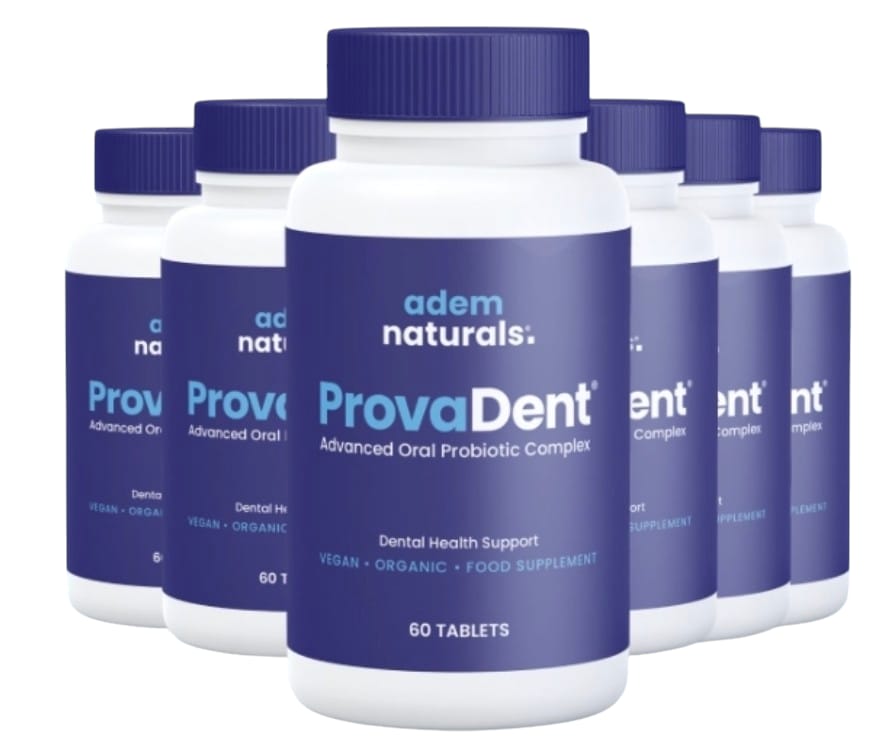 adem
naturals®:
ProvaDent®
Advanced Oral Probiotic Complex
Dental Health Support
VEGAN • ORGANIC • FOOD SUPPLEMENT
60 TABLETS